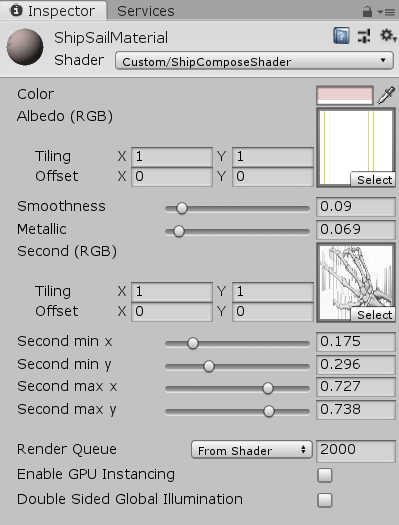 Inspector Services
ShipSailMaterial
Shader Custom/ShipComposeShader
Color
Albedo (RGB)
Tiling X 1 Y 1
Offset X 0 Y 0
Select
Smoothness 0.09
Metallic 0.069
Second (RGB)
Tiling X 1 Y 1
Offset X 0 Y 0
Select
Second min x 0.175
Second min y 0.296
Second max x 0.727
Second max y 0.738
Render Queue From Shader 2000
Enable GPU Instancing
Double Sided Global Illumination